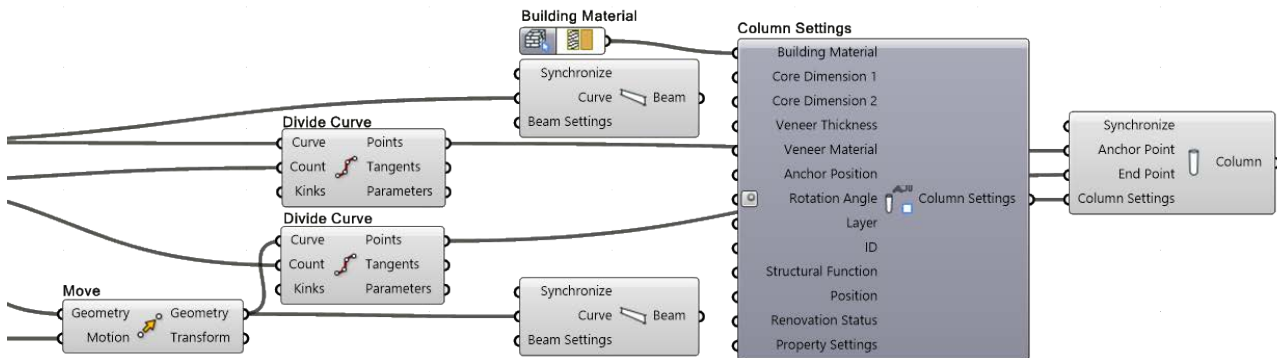 Building Material
Synchronize
Curve Beam
Beam Settings
Divide Curve
Curve Points
Count Tangents
Kinks Parameters
Divide Curve
Curve Points
Count Tangents
Kinks Parameters
Move
Geometry Geometry
Motion Transform
Synchronize
Curve Beam
Beam Settings
Column Settings
Building Material
Core Dimension 1
Core Dimension 2
Veneer Thickness
Veneer Material
Anchor Position
Rotation Angle Column Settings
Layer
ID
Structural Function
Position
Renovation Status
Property Settings
Synchronize
Anchor Point
Column
End Point
Column Settings